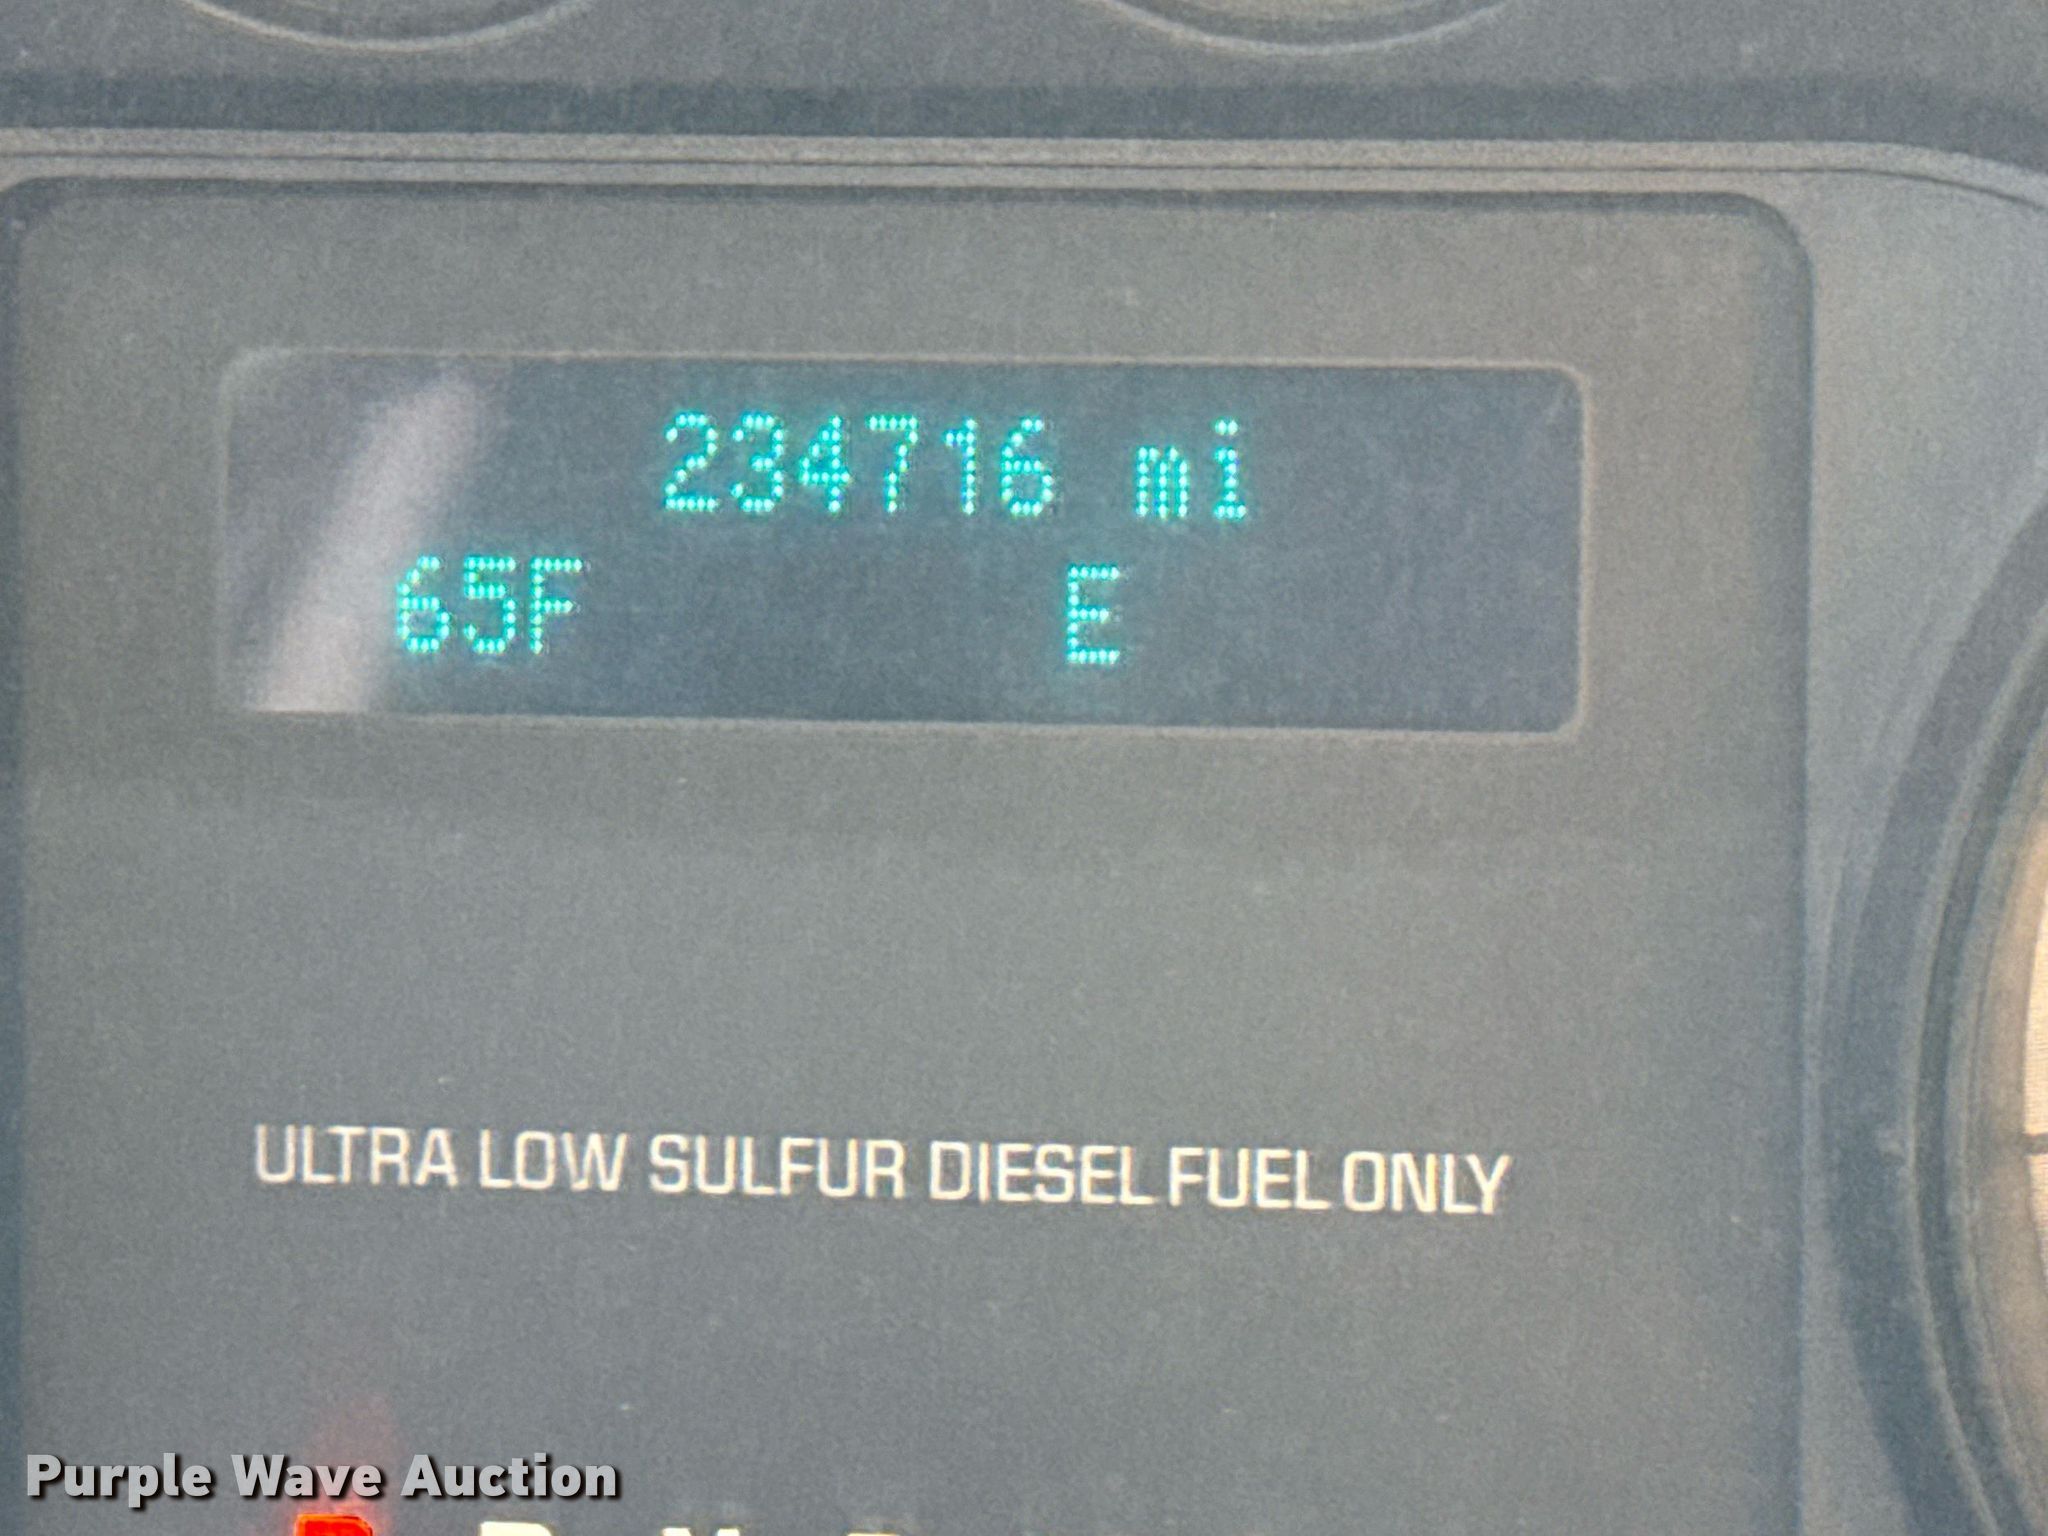 234716 mi
65F E
ULTRA LOW SULFUR DIESEL FUEL ONLY
Purple Wave Auction